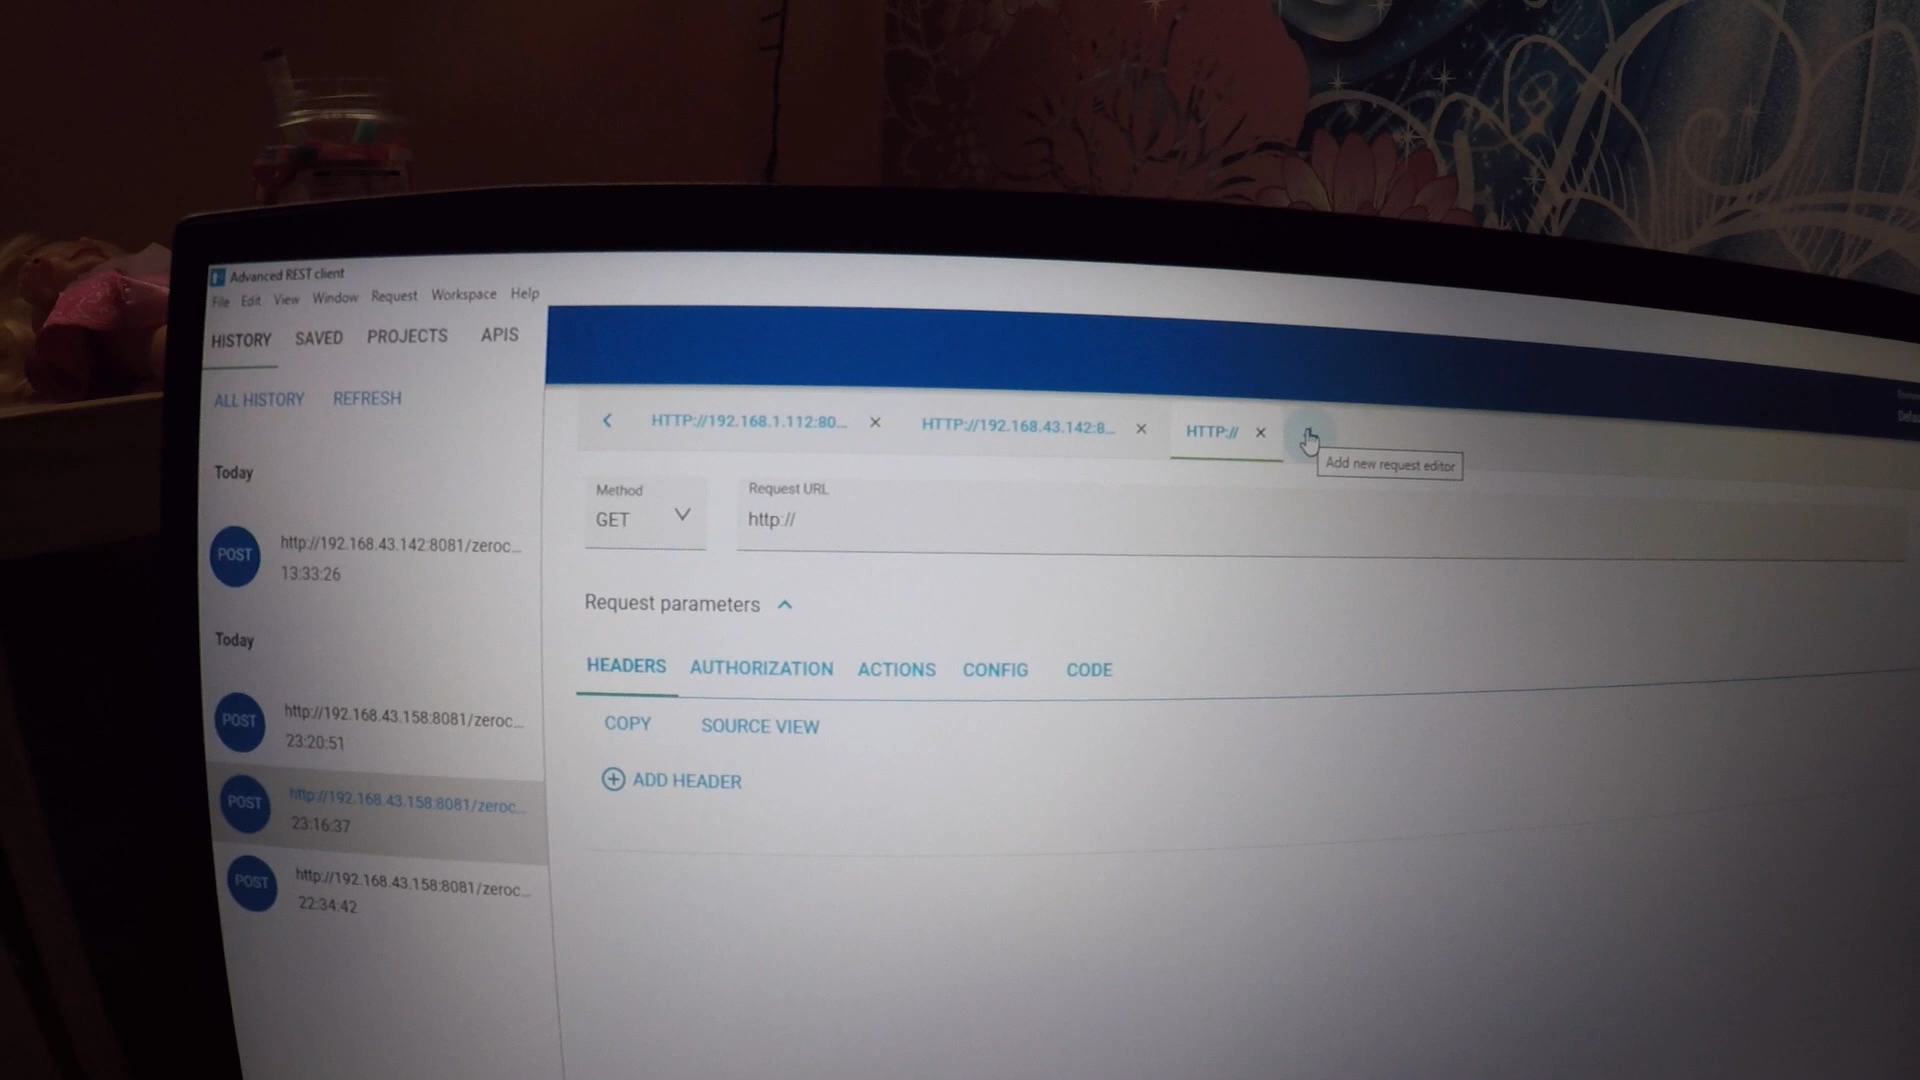 Advanced REST client
File Edit View Window Request Workspace Help
HISTORY SAVED PROJECTS APIS
ALL HISTORY REFRESH
HTTP://192.168.1.112:80... HTTP://192.168.43.142:8... HTTP://
Add new request editor
Today
Method
GET
Request URL
http://
POST
http://192.168.43.142:8081/zeroc...
13:33:26
Request parameters
Today
HEADERS AUTHORIZATION ACTIONS CONFIG CODE
POST
http://192.168.43.158:8081/zeroc...
23:20:51
COPY SOURCE VIEW
ADD HEADER
POST
http://192.168.43.158:8081/zeroc...
23:16:37
POST
http://192.168.43.158:8081/zeroc...
22:34:42